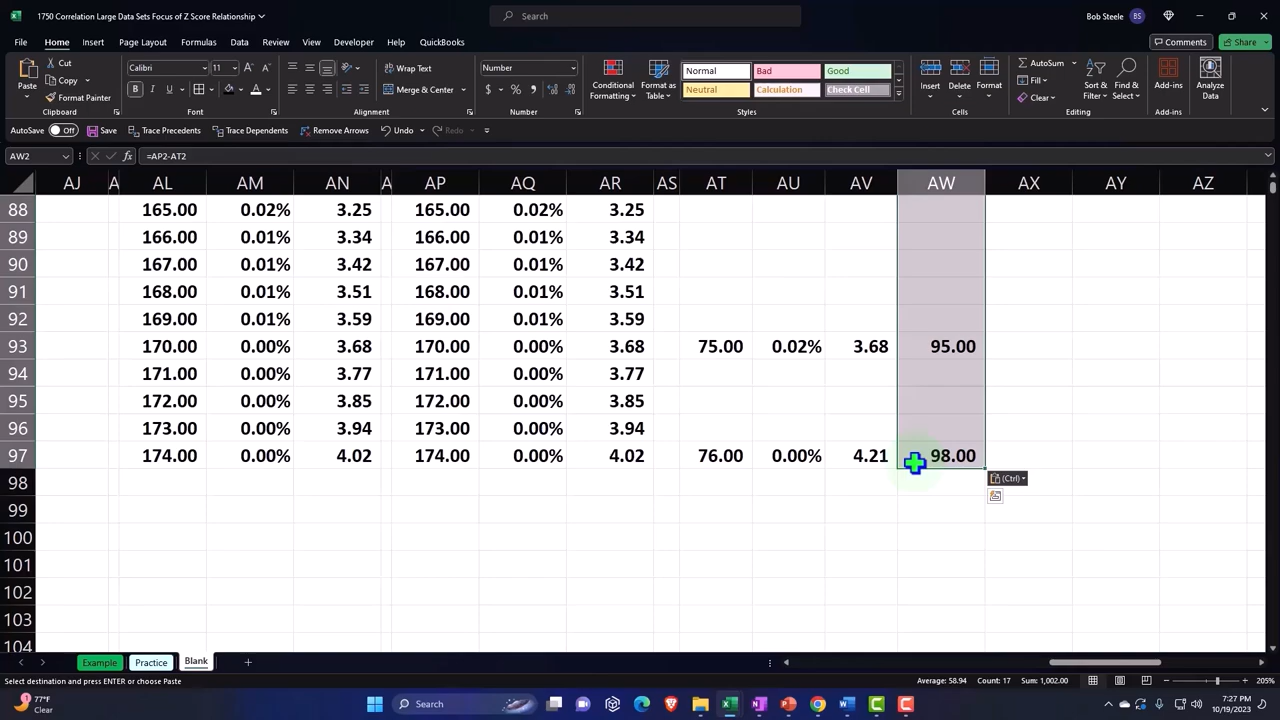 1750 Correlation Large Data Sets Focus of Z Score Relationship
Search
Bob Steele BS
File Home Insert Page Layout Formulas Data Review View Developer Help QuickBooks
Comments Share
Paste
Cut
Copy
Format Painter
Clipboard
Calibri 11
Font
Wrap Text
Merge & Center
Alignment
Number
Number
Conditional Formatting
Format as Table
Normal Bad Good
Neutral Calculation Check Cell
Styles
Insert Delete Format
Cells
AutoSum
Fill
Clear
Sort & Filter
Find & Select
Editing
Add-ins
Add-ins
Analyze Data
AutoSave Off Save Trace Precedents Trace Dependents Remove Arrows Undo Redo
AW2 =AP2-AT2
AJ A AL AM AN A AP AQ AR AS AT AU AV AW AX AY AZ
88 165.00 0.02% 3.25 165.00 0.02% 3.25
89 166.00 0.01% 3.34 166.00 0.01% 3.34
90 167.00 0.01% 3.42 167.00 0.01% 3.42
91 168.00 0.01% 3.51 168.00 0.01% 3.51
92 169.00 0.01% 3.59 169.00 0.01% 3.59
93 170.00 0.00% 3.68 170.00 0.00% 3.68 75.00 0.02% 3.68 95.00
94 171.00 0.00% 3.77 171.00 0.00% 3.77
95 172.00 0.00% 3.85 172.00 0.00% 3.85
96 173.00 0.00% 3.94 173.00 0.00% 3.94
97 174.00 0.00% 4.02 174.00 0.00% 4.02 76.00 0.00% 4.21 98.00
98 (Ctrl)
99
100
101
102
103
104
Example Practice Blank
Select destination and press ENTER or choose Paste Average: 58.94 Count: 17 Sum: 1,002.00 205%
77°F
Clear
Search
7:27 PM
10/19/2023